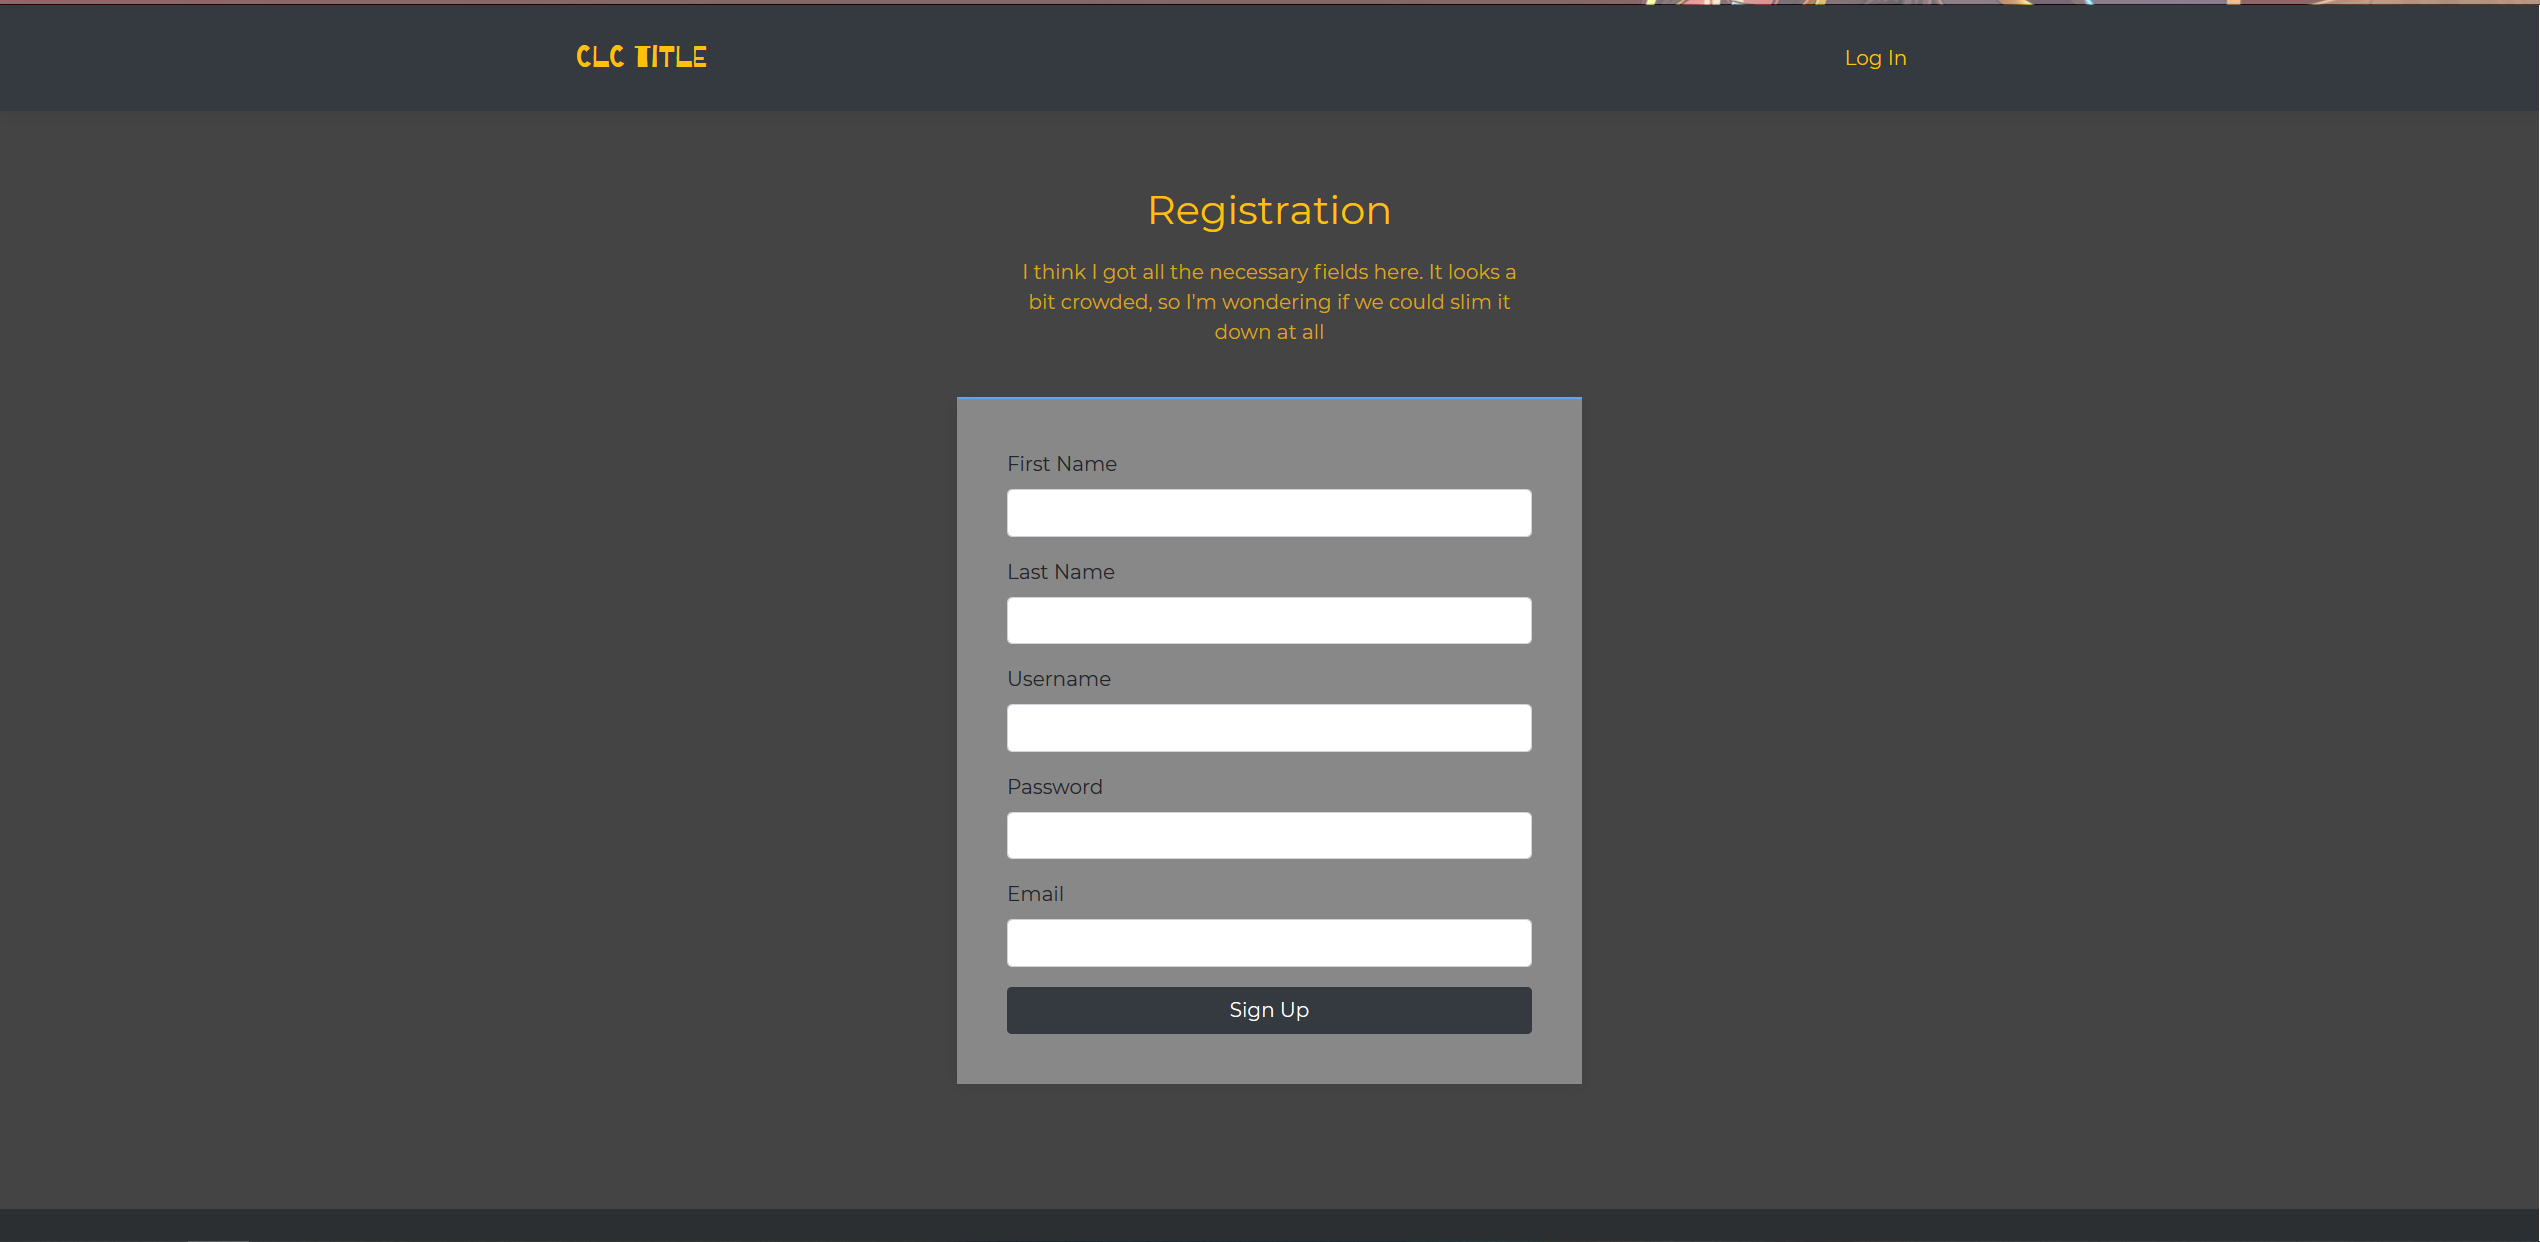 CLC TITLE
Log In
Registration
I think I got all the necessary fields here. It looks a
bit crowded, so I'm wondering if we could slim it
down at all
First Name
Last Name
Username
Password
Email
Sign Up